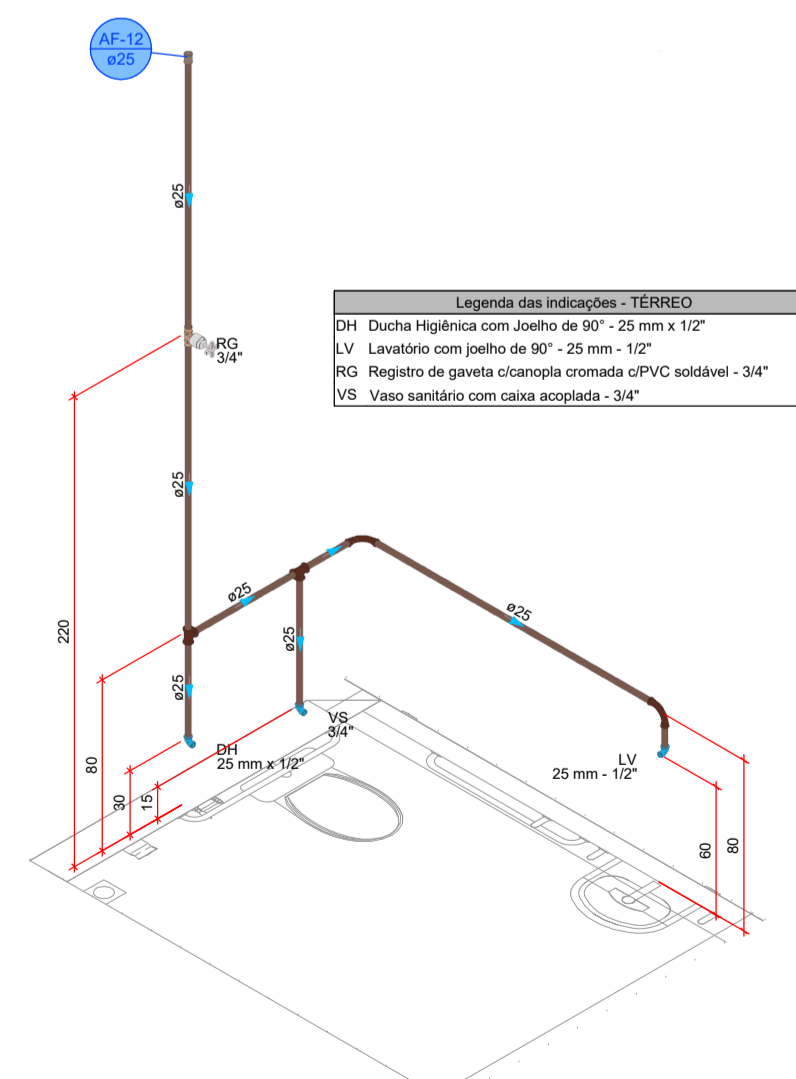 AF-12
ø25
ø25
Legenda das indicações - TÉRREO
DH Ducha Higiênica com Joelho de 90° - 25 mm x 1/2"
LV Lavatório com joelho de 90° - 25 mm - 1/2"
RG Registro de gaveta c/canopla cromada c/PVC soldável - 3/4"
VS Vaso sanitário com caixa acoplada - 3/4"
RG
3/4"
ø25
ø25
ø25
ø25
ø25
220
VS
3/4"
DH
25 mm x 1/2"
LV
25 mm - 1/2"
80
30
15
60
80